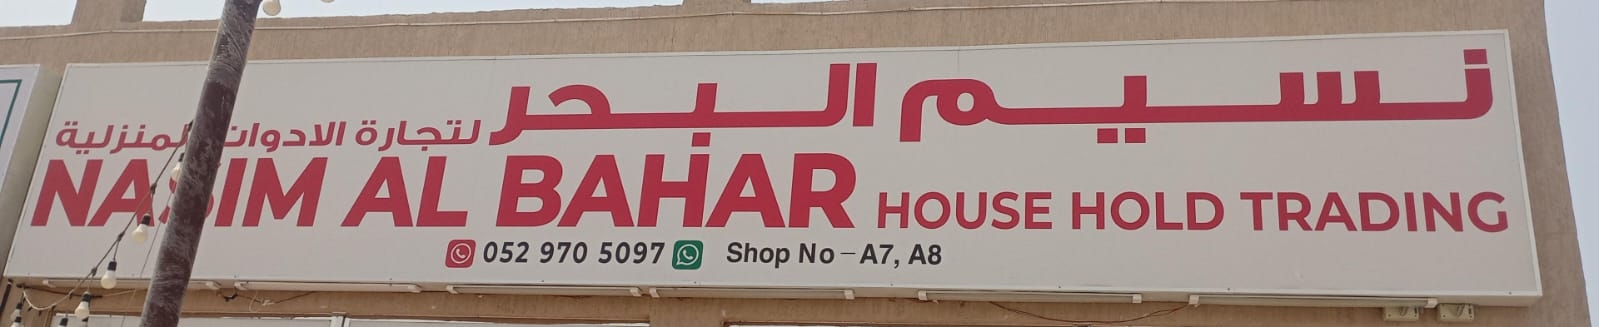 نسيم البحر لتجارة الادوات المنزلية
NASIM AL BAHAR HOUSE HOLD TRADING
052 970 5097 Shop No - A7, A8